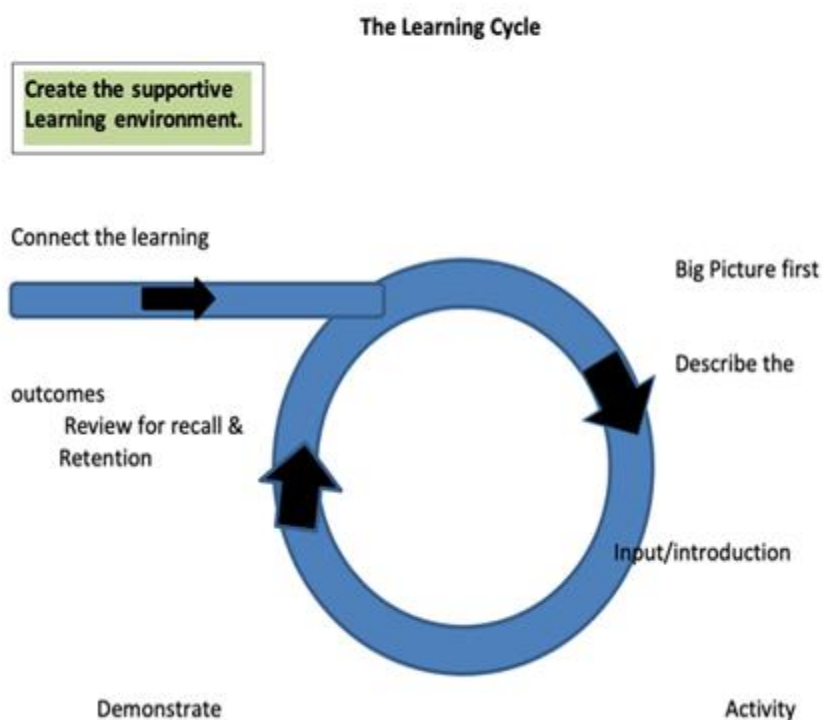 The Learning Cycle
Create the supportive
Learning environment.
Connect the learning
Big Picture first
Describe the
outcomes
Review for recall &
Retention
Input/introduction
Demonstrate
Activity